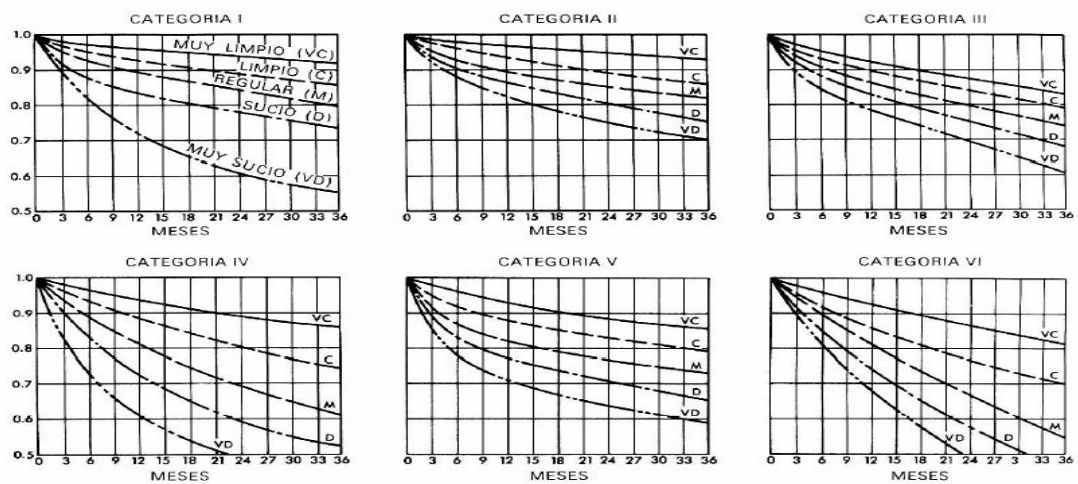 CATEGORIA I
1.0
0.9
0.8
0.7
0.6
0.5
MUY LIMPIO (VC)
LIMPIO (C)
REGULAR (M)
SUCIO (D)
MUY SUCIO (VD)
0 3 6 9 12 15 18 21 24 27 30 33 36
MESES
CATEGORIA II
VC
C
M
D
VD
0 3 6 9 12 15 18 21 24 27 30 33 36
MESES
CATEGORIA III
VC
C
M
D
VD
0 3 6 9 12 15 18 21 24 27 30 33 36
MESES
CATEGORIA IV
1.0
0.9
0.8
0.7
0.6
0.5
VC
C
M
D
VD
0 3 6 9 12 15 18 21 24 27 30 33 36
MESES
CATEGORIA V
VC
C
M
D
VD
0 3 6 9 12 15 18 21 24 27 30 33 36
MESES
CATEGORIA VI
VC
C
M
D
VD
0 3 6 9 12 15 18 21 24 27 3 33 36
MESES